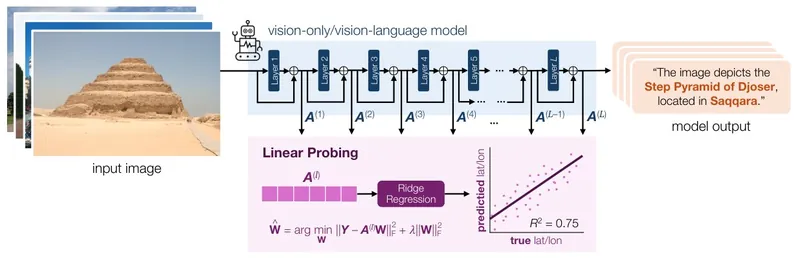 vision-only/vision-language model
Layer 1
Layer 2
Layer 3
Layer 4
Layer 5
... ...
Layer L
A(1)
A(2)
A(3)
A(4)
... ...
...
A(L−1)
A(L)
"The image depicts the
Step Pyramid of Djoser,
located in Saqqara."
model output
input image
Linear Probing
A(l)
Ridge
Regression
Ŵ = arg min ||Y − A(l)W||²F + λ||W||²F
W
predictied lat/lon
R² = 0.75
true lat/lon